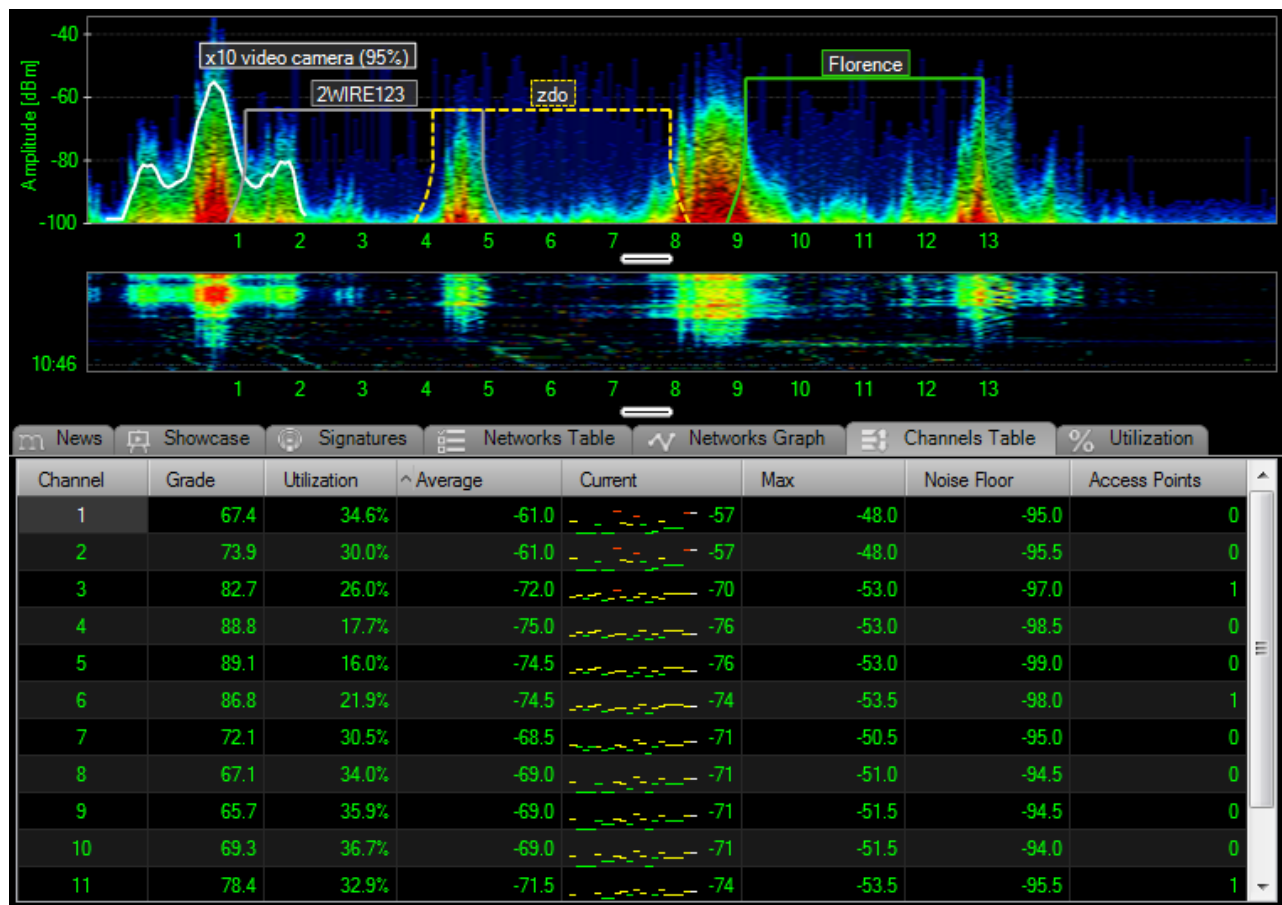 -40
x10 video camera (95%)
Florence
Amplitude [dBm]
-60
2WIRE123
zdo
-80
-100
1 2 3 4 5 6 7 8 9 10 11 12 13
10:46
1 2 3 4 5 6 7 8 9 10 11 12 13
m News Showcase Signatures Networks Table Networks Graph Channels Table % Utilization
Channel Grade Utilization Average Current Max Noise Floor Access Points
1 67.4 34.6% -61.0 -57 -48.0 -95.0 0
2 73.9 30.0% -61.0 -57 -48.0 -95.5 0
3 82.7 26.0% -72.0 -70 -53.0 -97.0 1
4 88.8 17.7% -75.0 -76 -53.0 -98.5 0
5 89.1 16.0% -74.5 -76 -53.0 -99.0 0
6 86.8 21.9% -74.5 -74 -53.5 -98.0 1
7 72.1 30.5% -68.5 -71 -50.5 -95.0 0
8 67.1 34.0% -69.0 -71 -51.0 -94.5 0
9 65.7 35.9% -69.0 -71 -51.5 -94.5 0
10 69.3 36.7% -69.0 -71 -51.5 -94.0 0
11 78.4 32.9% -71.5 -74 -53.5 -95.5 1